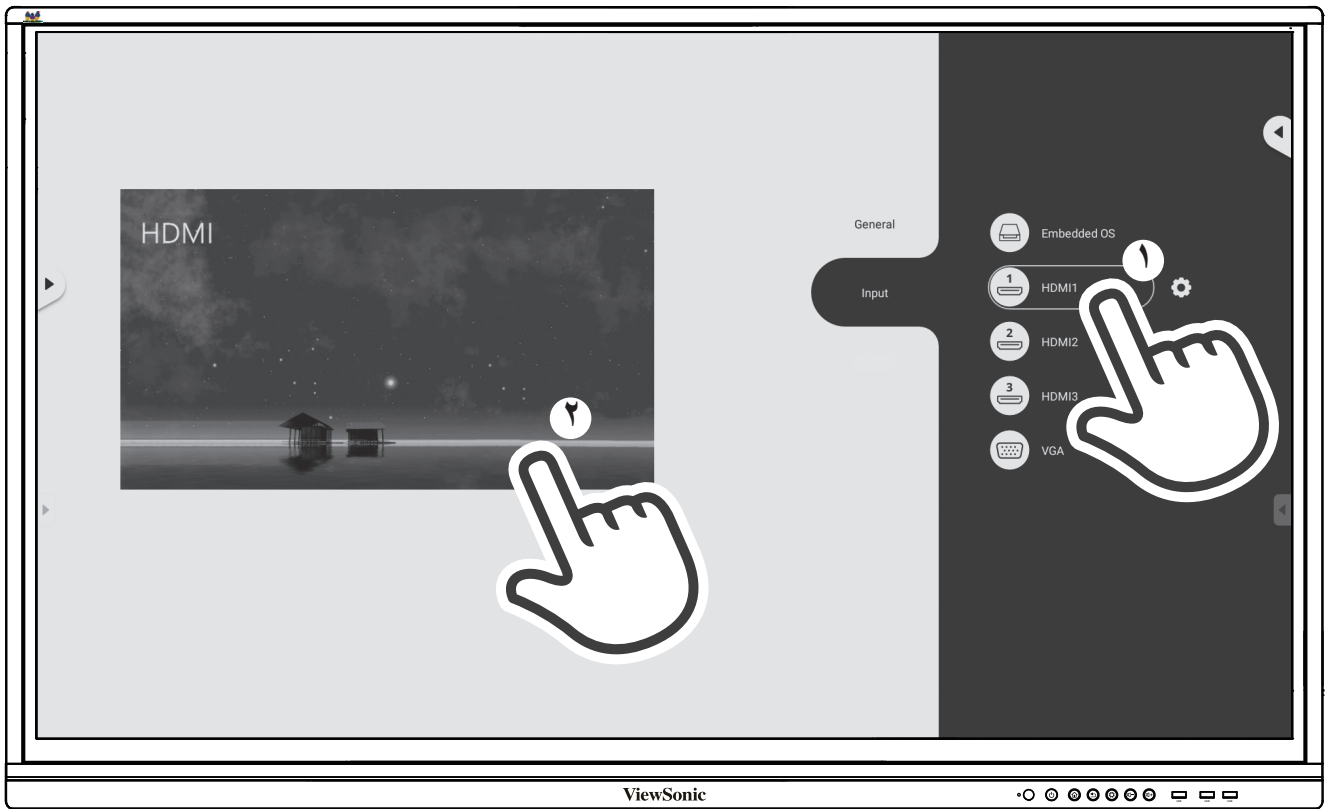 HDMI
٢
General
Input
Embedded OS
١
1
HDMI1
2
HDMI2
3
HDMI3
VGA
ViewSonic